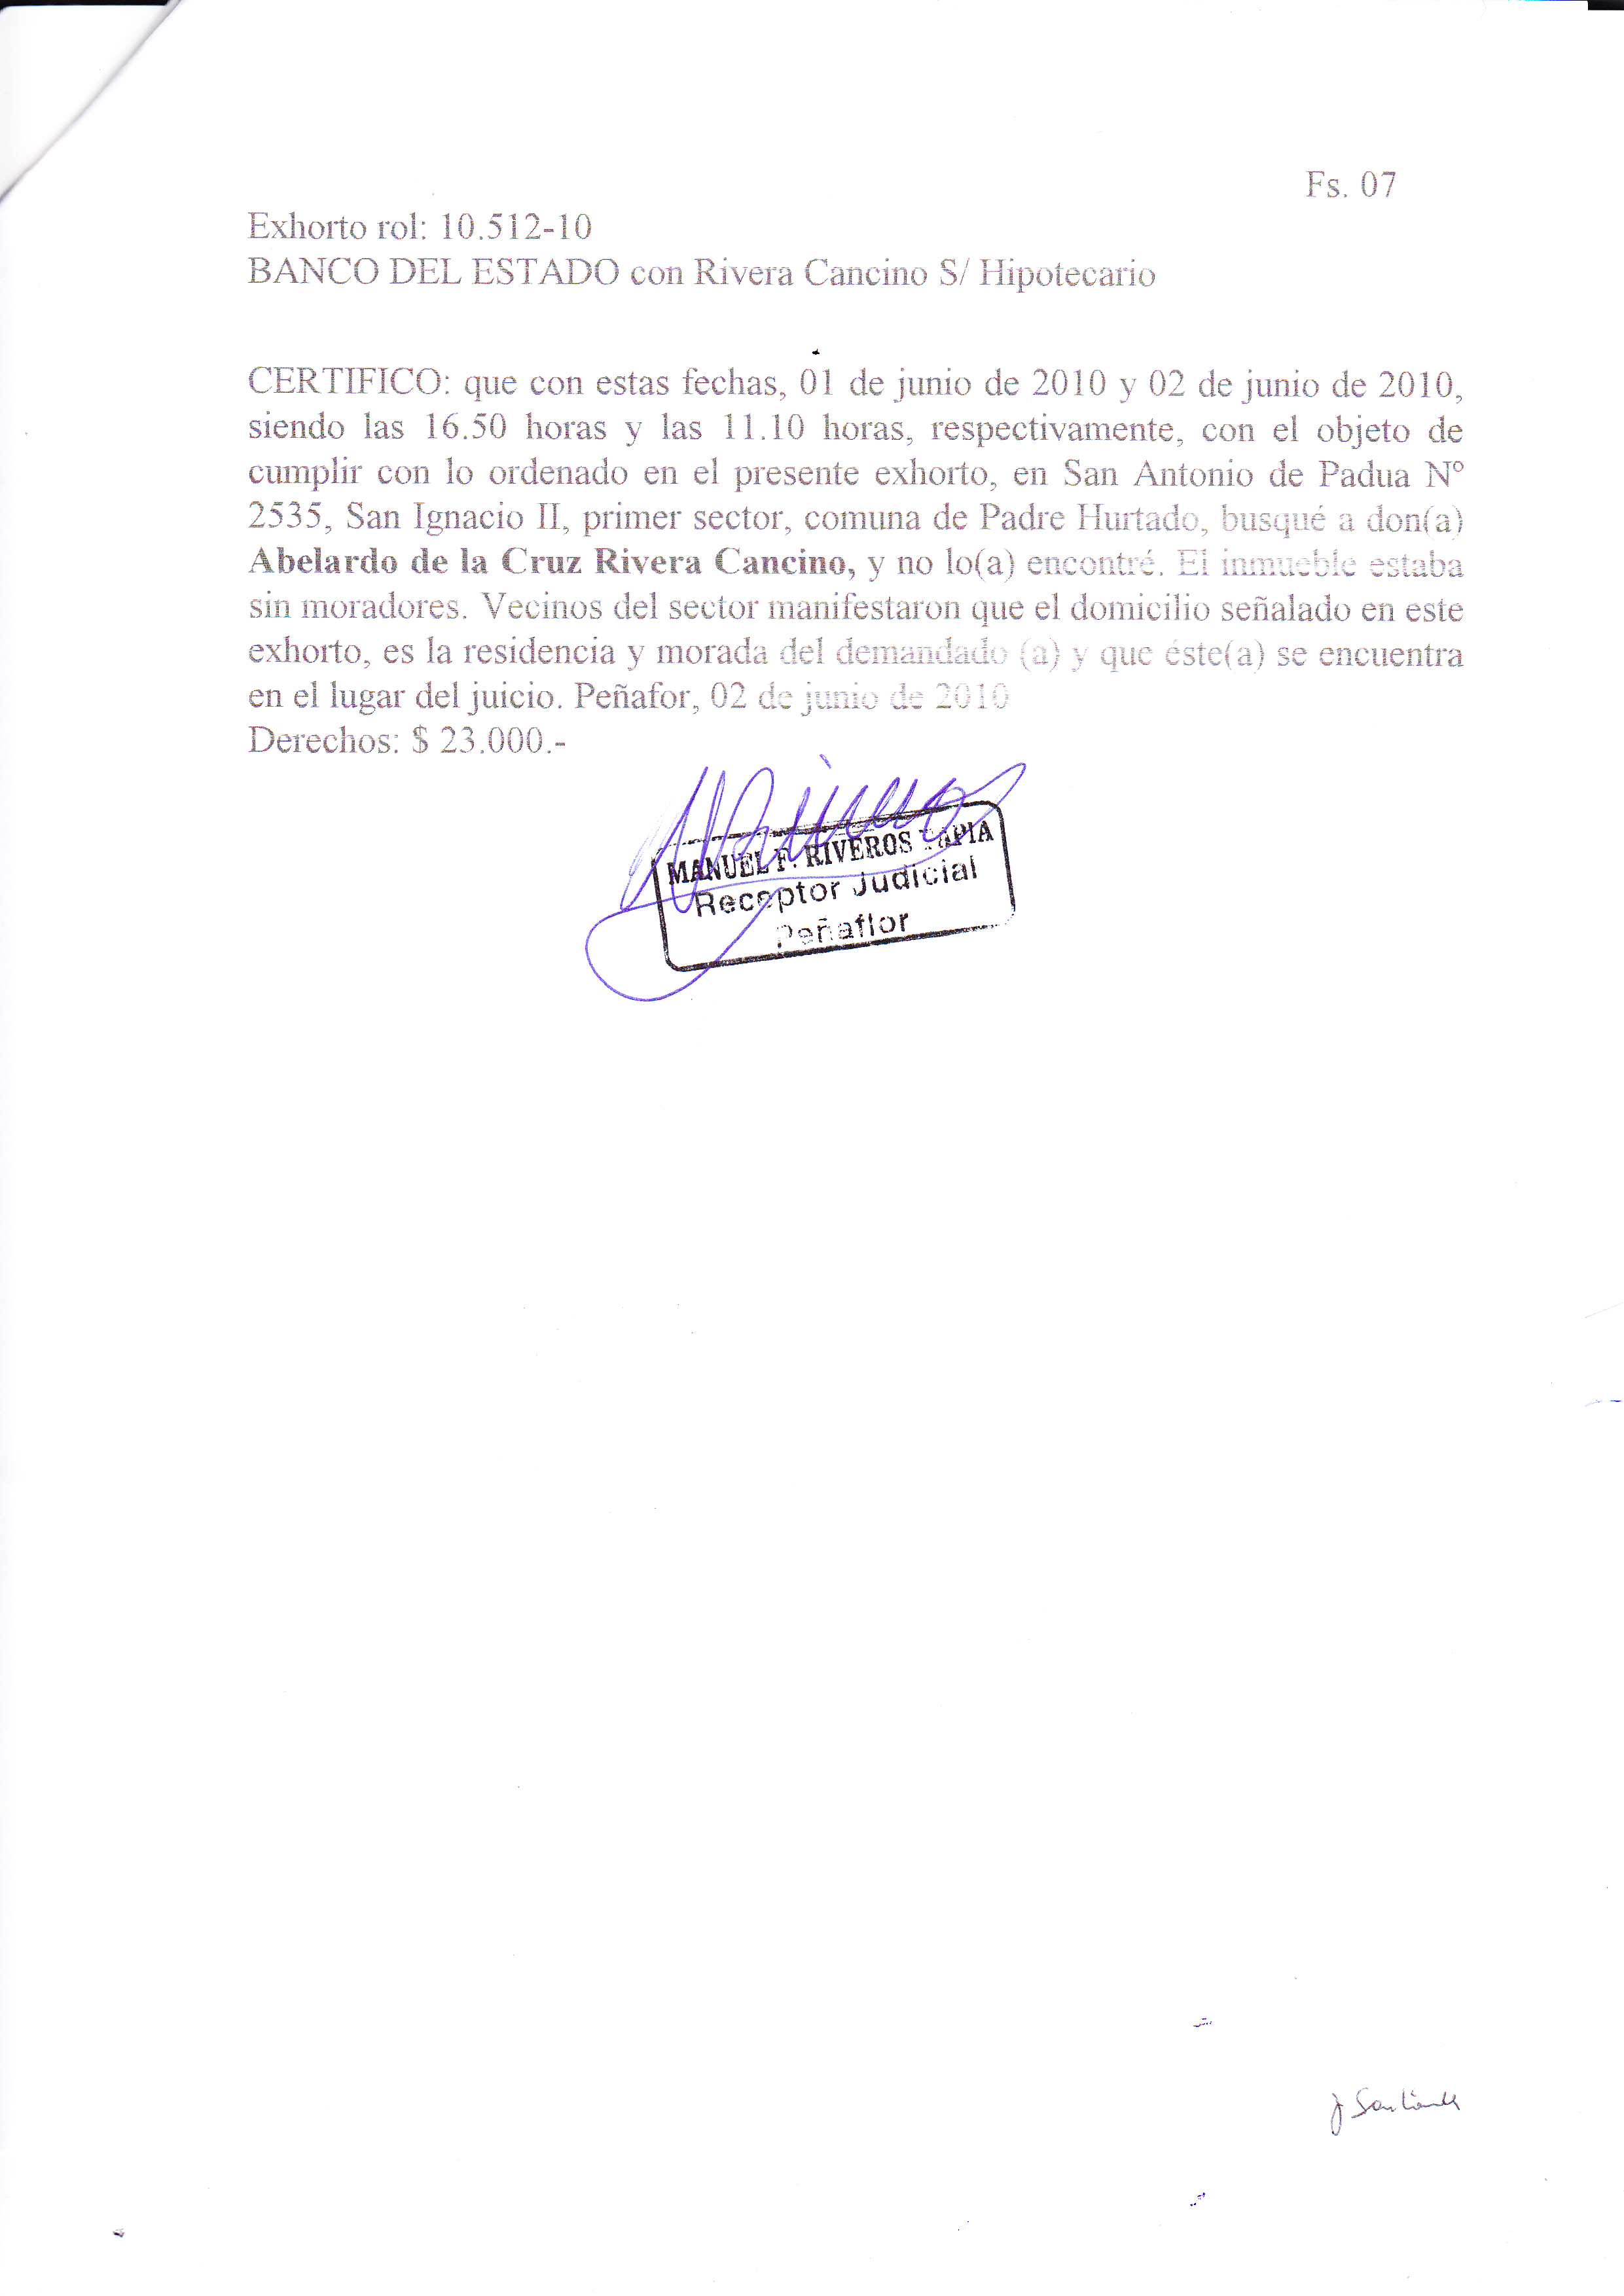 Fs. 07
Exhorto rol: 10.512-10
BANCO DEL ESTADO con Rivera Cancino S/ Hipotecario
CERTIFICO: que con estas fechas, 01 de junio de 2010 y 02 de junio de 2010,
siendo las 16.50 horas y las 11.10 horas, respectivamente, con el objeto de
cumplir con lo ordenado en el presente exhorto, en San Antonio de Padua Nº
2535, San Ignacio II, primer sector, comuna de Padre Hurtado, busqué a don(a)
Abelardo de la Cruz Rivera Cancino, y no lo(a) encontré. El inmueble estaba
sin moradores. Vecinos del sector manifestaron que el domicilio señalado en este
exhorto, es la residencia y morada del demandado (a) y que éste(a) se encuentra
en el lugar del juicio. Peñafor, 02 de junio de 2010
Derechos: $ 23.000.-
MANUEL F. RIVEROS TAPIA
Receptor Judicial
Peñaflor